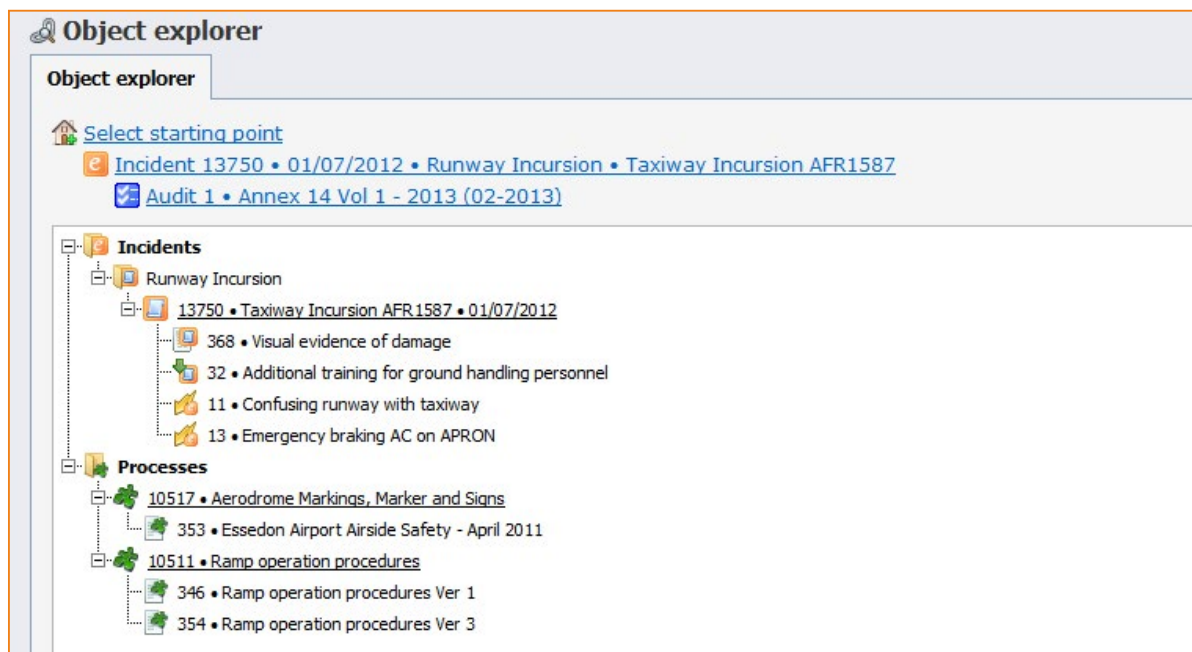 Object explorer
Object explorer
Select starting point
Incident 13750 • 01/07/2012 • Runway Incursion • Taxiway Incursion AFR1587
Audit 1 • Annex 14 Vol 1 - 2013 (02-2013)
Incidents
Runway Incursion
13750 • Taxiway Incursion AFR1587 • 01/07/2012
368 • Visual evidence of damage
32 • Additional training for ground handling personnel
11 • Confusing runway with taxiway
13 • Emergency braking AC on APRON
Processes
10517 • Aerodrome Markings, Marker and Signs
353 • Essedon Airport Airside Safety - April 2011
10511 • Ramp operation procedures
346 • Ramp operation procedures Ver 1
354 • Ramp operation procedures Ver 3